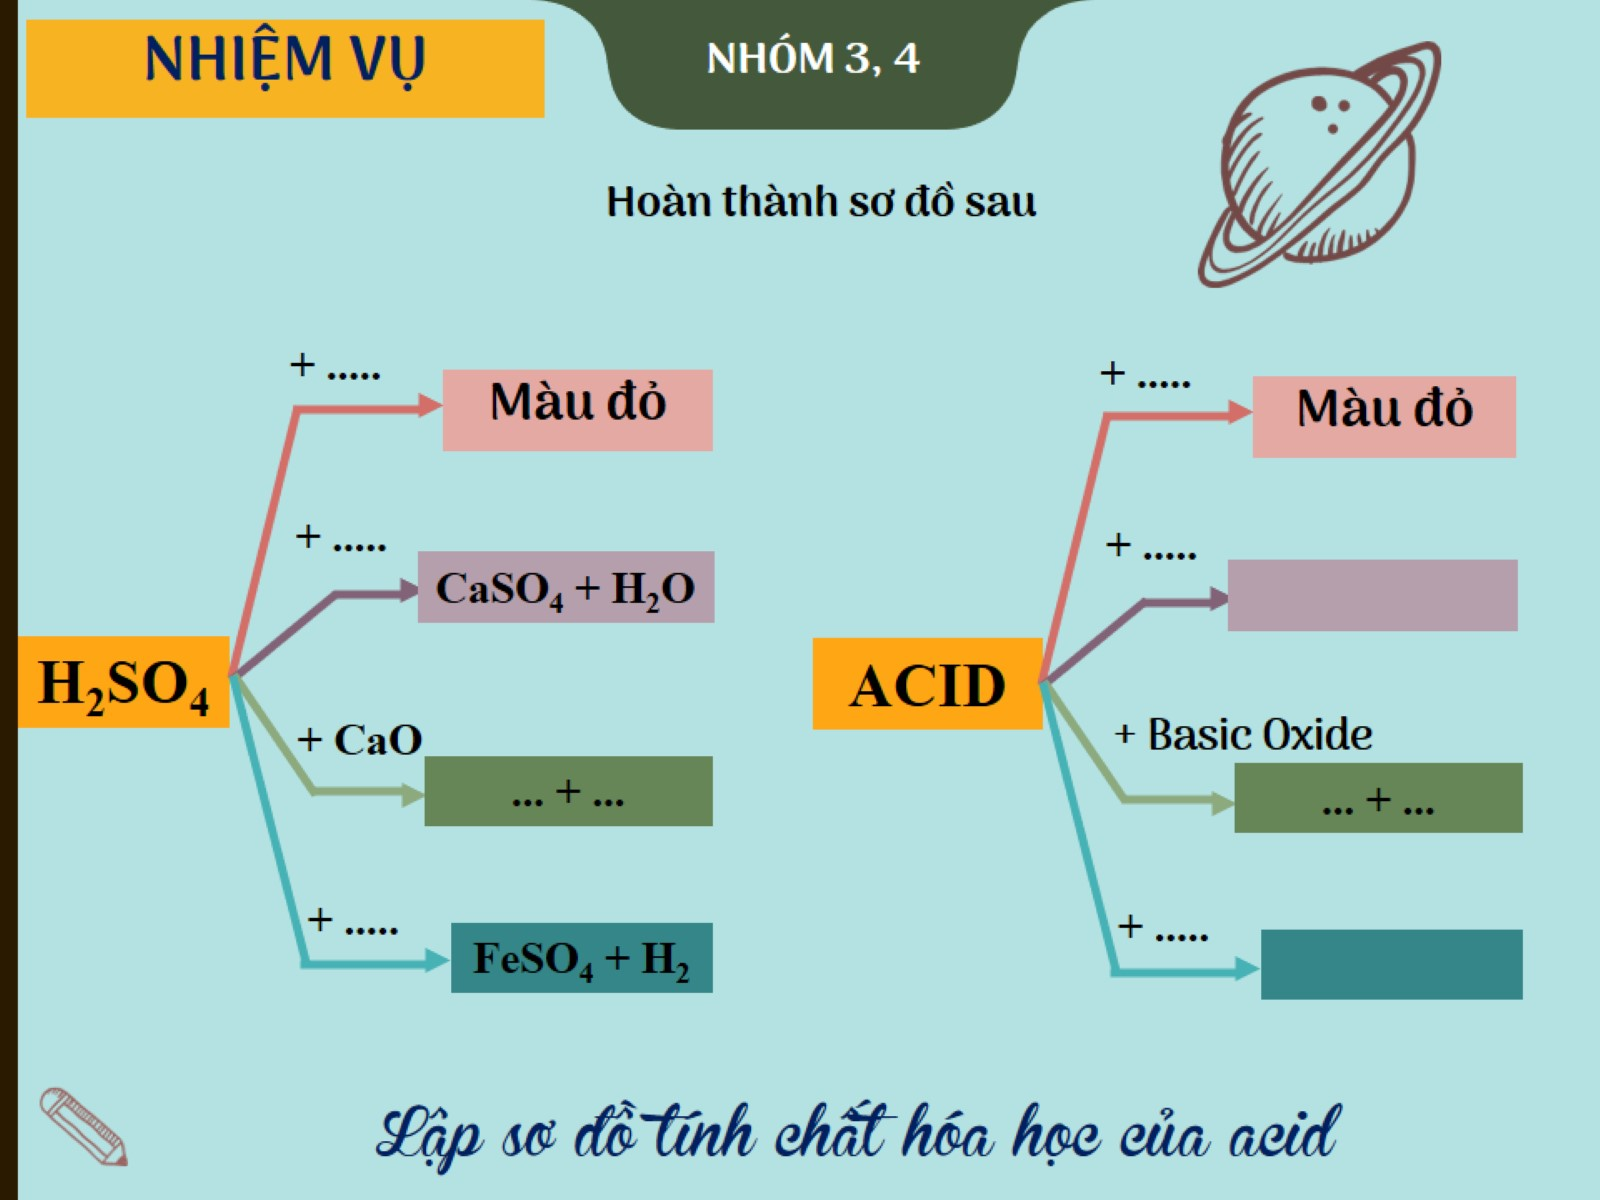 NHIỆM VỤ
NHÓM 3, 4
Hoàn thành sơ đồ sau
H₂SO₄
+ .....
Màu đỏ
+ .....
CaSO₄ + H₂O
+ CaO
... + ...
+ .....
FeSO₄ + H₂
ACID
+ .....
Màu đỏ
+ .....
+ Basic Oxide
... + ...
+ .....
Lập sơ đồ tính chất hóa học của acid